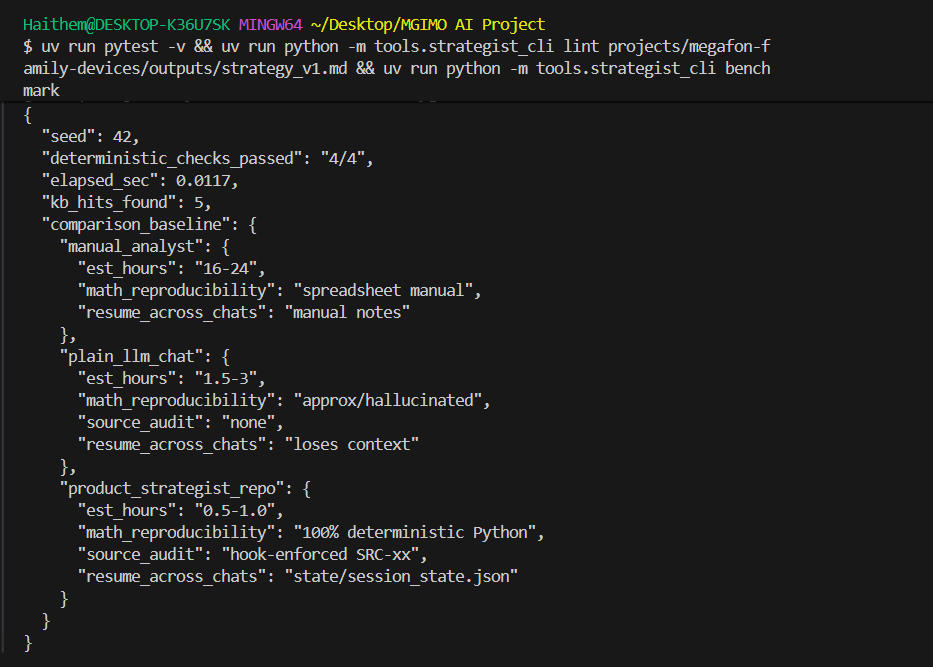 Haithem@DESKTOP-K36U7SK MINGW64 ~/Desktop/MGIMO AI Project
$ uv run pytest -v && uv run python -m tools.strategist_cli lint projects/megafon-f
amily-devices/outputs/strategy_v1.md && uv run python -m tools.strategist_cli bench
mark
{
  "seed": 42,
  "deterministic_checks_passed": "4/4",
  "elapsed_sec": 0.0117,
  "kb_hits_found": 5,
  "comparison_baseline": {
    "manual_analyst": {
      "est_hours": "16-24",
      "math_reproducibility": "spreadsheet manual",
      "resume_across_chats": "manual notes"
    },
    "plain_llm_chat": {
      "est_hours": "1.5-3",
      "math_reproducibility": "approx/hallucinated",
      "source_audit": "none",
      "resume_across_chats": "loses context"
    },
    "product_strategist_repo": {
      "est_hours": "0.5-1.0",
      "math_reproducibility": "100% deterministic Python",
      "source_audit": "hook-enforced SRC-xx",
      "resume_across_chats": "state/session_state.json"
    }
  }
}